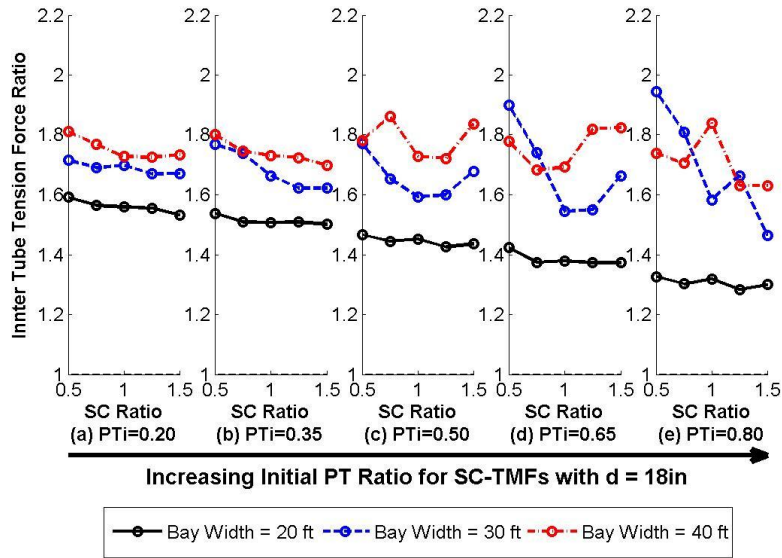 Innter Tube Tension Force Ratio
2.2 2.2 2.2 2.2 2.2
2 2 2 2 2
1.8 1.8 1.8 1.8 1.8
1.6 1.6 1.6 1.6 1.6
1.4 1.4 1.4 1.4 1.4
1.2 1.2 1.2 1.2 1.2
1 1 1 1 1
0.5 1 1.5 0.5 1 1.5 0.5 1 1.5 0.5 1 1.5 0.5 1 1.5
SC Ratio SC Ratio SC Ratio SC Ratio SC Ratio
(a) PTi=0.20 (b) PTi=0.35 (c) PTi=0.50 (d) PTi=0.65 (e) PTi=0.80
Increasing Initial PT Ratio for SC-TMFs with d = 18in
Bay Width = 20 ft Bay Width = 30 ft Bay Width = 40 ft